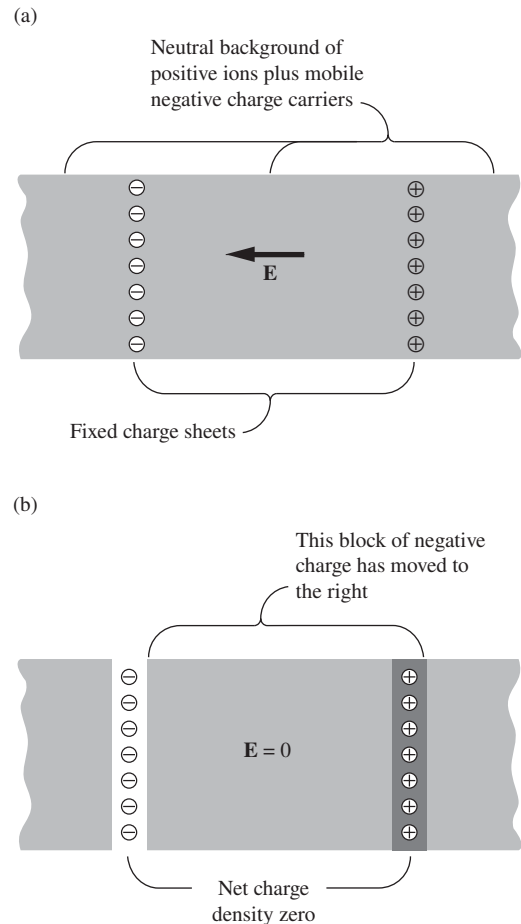 (a)
Neutral background of
positive ions plus mobile
negative charge carriers
E
Fixed charge sheets
(b)
This block of negative
charge has moved to
the right
E = 0
Net charge
density zero